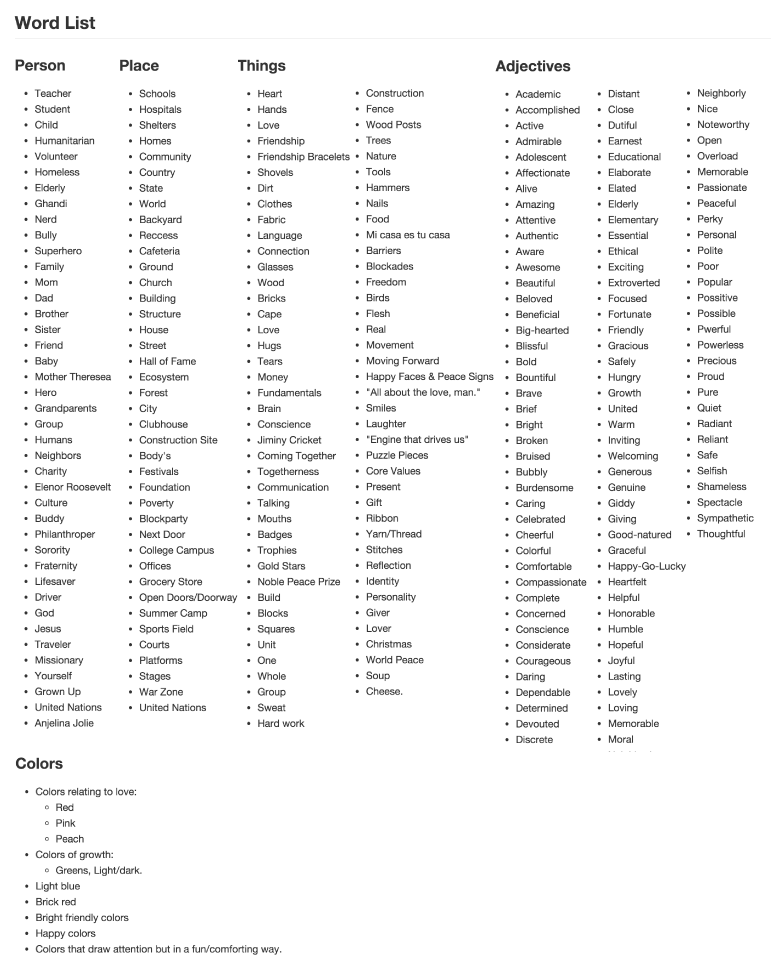 Word List
Person
Teacher
Student
Child
Humanitarian
Volunteer
Homeless
Elderly
Ghandi
Nerd
Bully
Superhero
Family
Mom
Dad
Brother
Sister
Friend
Baby
Mother Theresea
Hero
Grandparents
Group
Humans
Neighbors
Charity
Elenor Roosevelt
Culture
Buddy
Philanthroper
Sorority
Fraternity
Lifesaver
Driver
God
Jesus
Traveler
Missionary
Yourself
Grown Up
United Nations
Anjelina Jolie
Place
Schools
Hospitals
Shelters
Homes
Community
Country
State
World
Backyard
Reccess
Cafeteria
Ground
Church
Building
Structure
House
Street
Hall of Fame
Ecosystem
Forest
City
Clubhouse
Construction Site
Body's
Festivals
Foundation
Poverty
Blockparty
Next Door
College Campus
Offices
Grocery Store
Open Doors/Doorway
Summer Camp
Sports Field
Courts
Platforms
Stages
War Zone
United Nations
Things
Heart
Hands
Love
Friendship
Friendship Bracelets
Shovels
Dirt
Clothes
Fabric
Language
Connection
Glasses
Wood
Bricks
Cape
Love
Hugs
Tears
Money
Fundamentals
Brain
Conscience
Jiminy Cricket
Coming Together
Togetherness
Communication
Talking
Mouths
Badges
Trophies
Gold Stars
Noble Peace Prize
Build
Blocks
Squares
Unit
One
Whole
Group
Sweat
Hard work
Construction
Fence
Wood Posts
Trees
Nature
Tools
Hammers
Nails
Food
Mi casa es tu casa
Barriers
Blockades
Freedom
Birds
Flesh
Real
Movement
Moving Forward
Happy Faces & Peace Signs
"All about the love, man."
Smiles
Laughter
"Engine that drives us"
Puzzle Pieces
Core Values
Present
Gift
Ribbon
Yarn/Thread
Stitches
Reflection
Identity
Personality
Giver
Lover
Christmas
World Peace
Soup
Cheese.
Adjectives
Academic
Accomplished
Active
Admirable
Adolescent
Affectionate
Alive
Amazing
Attentive
Authentic
Aware
Awesome
Beautiful
Beloved
Beneficial
Big-hearted
Blissful
Bold
Bountiful
Brave
Brief
Bright
Broken
Bruised
Bubbly
Burdensome
Caring
Celebrated
Cheerful
Colorful
Comfortable
Compassionate
Complete
Concerned
Conscience
Considerate
Courageous
Daring
Dependable
Determined
Devouted
Discrete
Distant
Close
Dutiful
Earnest
Educational
Elaborate
Elated
Elderly
Elementary
Essential
Ethical
Exciting
Extroverted
Focused
Fortunate
Friendly
Gracious
Safely
Hungry
Growth
United
Warm
Inviting
Welcoming
Generous
Genuine
Giddy
Giving
Good-natured
Graceful
Happy-Go-Lucky
Heartfelt
Helpful
Honorable
Humble
Hopeful
Joyful
Lasting
Lovely
Loving
Memorable
Moral
Neighborly
Nice
Noteworthy
Open
Overload
Memorable
Passionate
Peaceful
Perky
Personal
Polite
Poor
Popular
Possitive
Possible
Pwerful
Powerless
Precious
Proud
Pure
Quiet
Radiant
Reliant
Safe
Selfish
Shameless
Spectacle
Sympathetic
Thoughtful
Colors
Colors relating to love:
Red
Pink
Peach
Colors of growth:
Greens, Light/dark.
Light blue
Brick red
Bright friendly colors
Happy colors
Colors that draw attention but in a fun/comforting way.